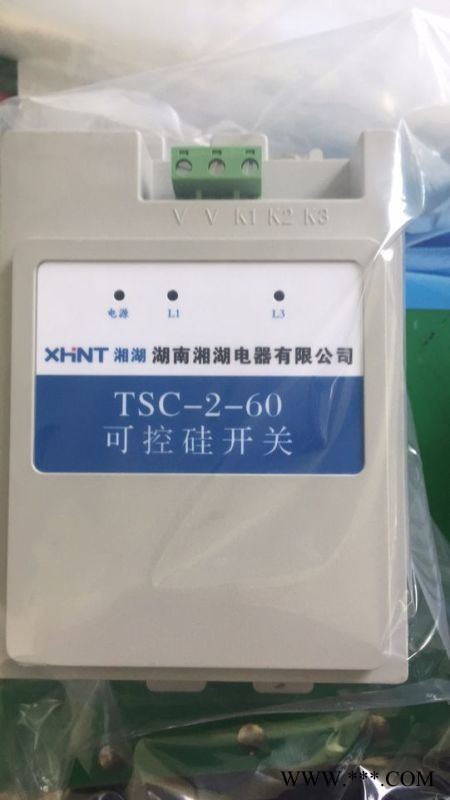 V V K1 K2 K3
电源 L1 L3
XHNT 湘湖 湖南湘湖电器有限公司
TSC-2-60
可控硅开关
WWW.***.COM